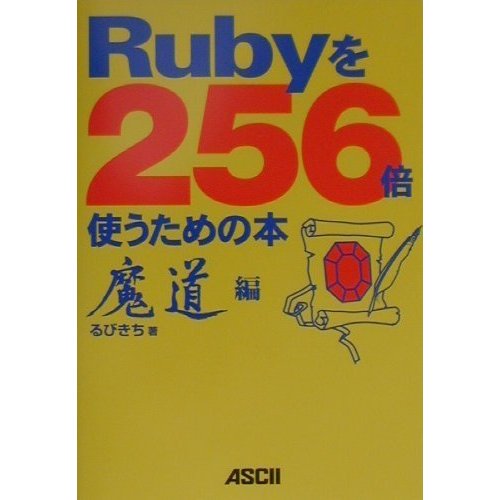 Rubyを
256倍
使うための本
魔道編
るびきち 著
ASCII